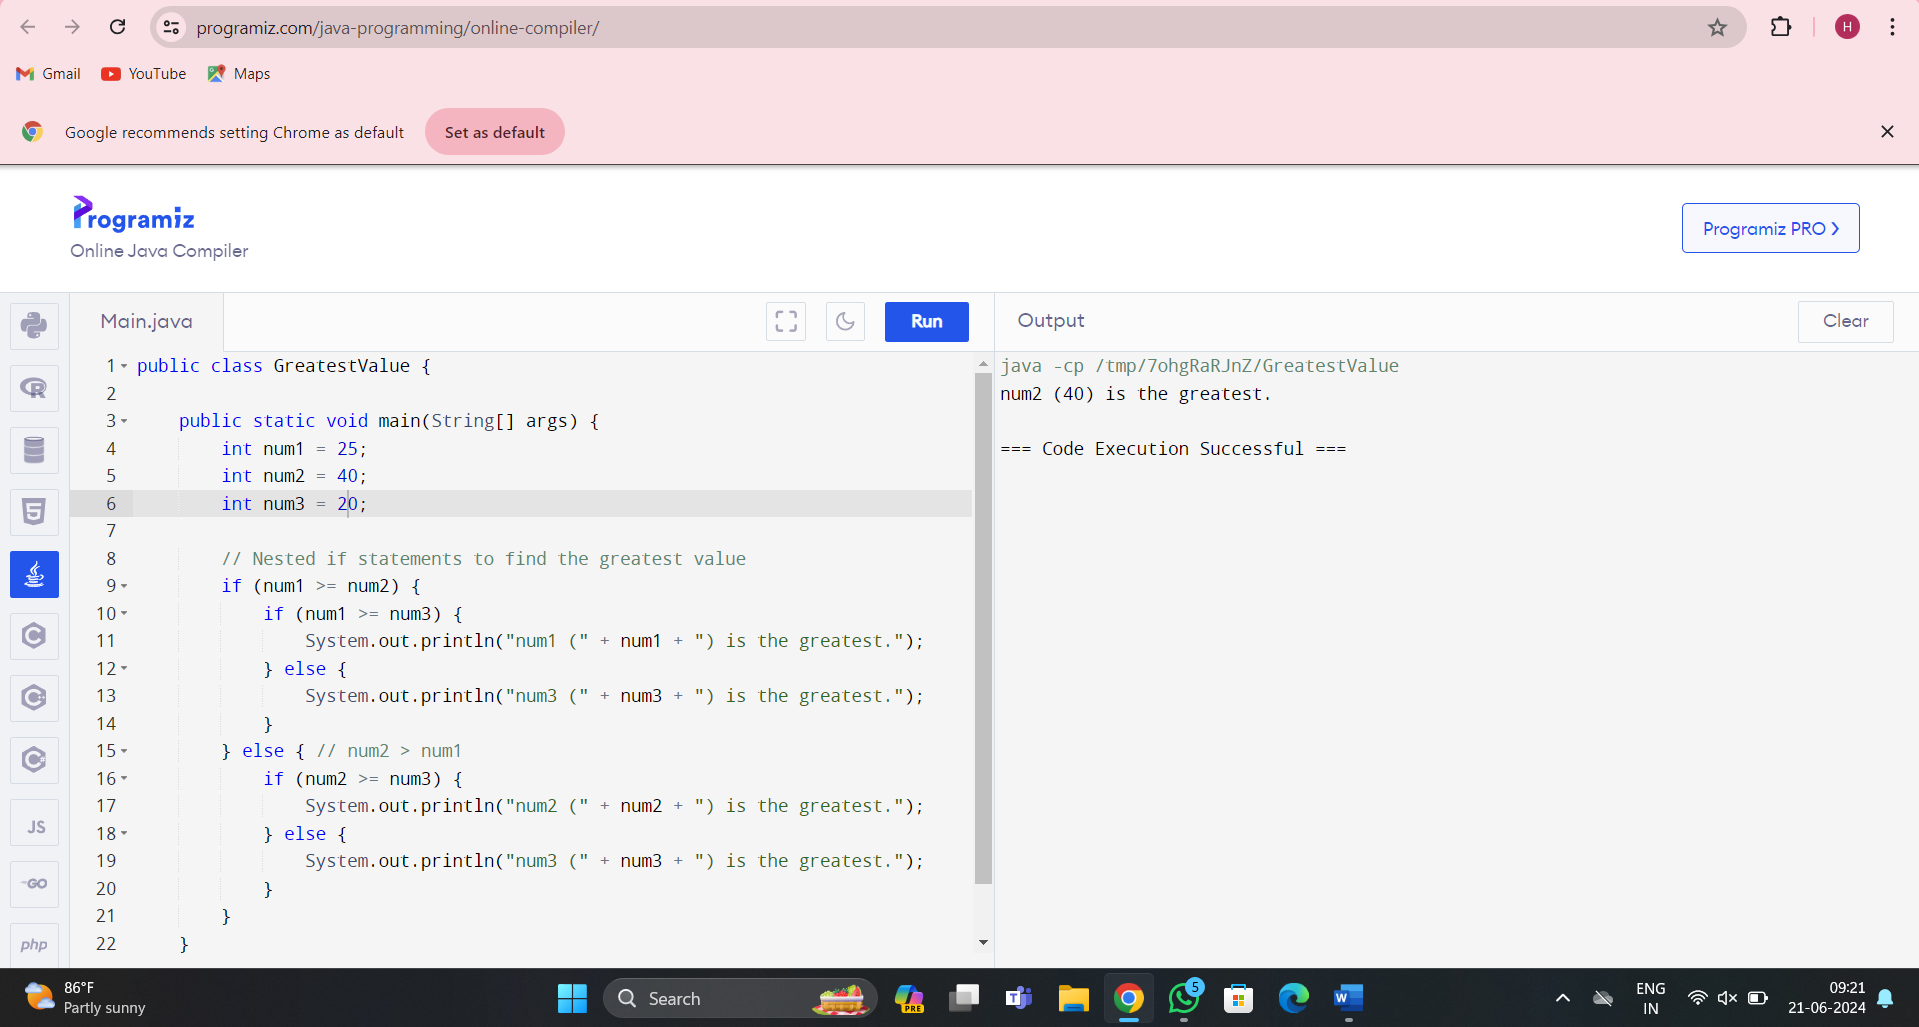 programiz.com/java-programming/online-compiler/
H
Gmail YouTube Maps
Google recommends setting Chrome as default Set as default
Programiz
Online Java Compiler
Programiz PRO >
Main.java Run Output Clear
1 public class GreatestValue {
2
3 public static void main(String[] args) {
4 int num1 = 25;
5 int num2 = 40;
6 int num3 = 20;
7
8 // Nested if statements to find the greatest value
9 if (num1 >= num2) {
10 if (num1 >= num3) {
11 System.out.println("num1 (" + num1 + ") is the greatest.");
12 } else {
13 System.out.println("num3 (" + num3 + ") is the greatest.");
14 }
15 } else { // num2 > num1
16 if (num2 >= num3) {
17 System.out.println("num2 (" + num2 + ") is the greatest.");
18 } else {
19 System.out.println("num3 (" + num3 + ") is the greatest.");
20 }
21 }
22 }
java -cp /tmp/7ohgRaRJnZ/GreatestValue
num2 (40) is the greatest.
=== Code Execution Successful ===
R
5
C
C
C
JS
GO
php
86°F
Partly sunny
Search
PRE
T
5
W
ENG
IN
09:21
21-06-2024